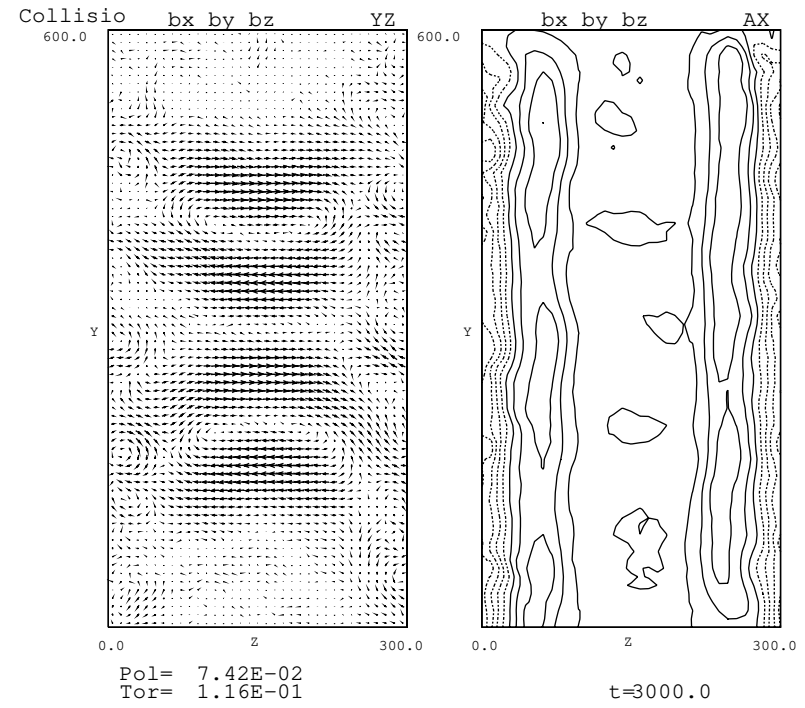 Collisio
bx by bz YZ
bx by bz AX
600.0
600.0
Y
Y
0.0 Z 300.0
0.0 Z 300.0
Pol= 7.42E-02
Tor= 1.16E-01
t=3000.0